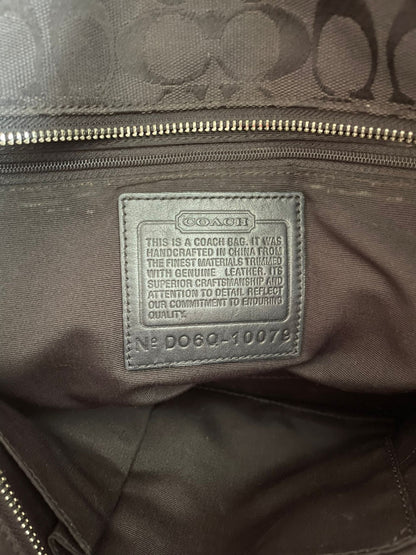 COACH
THIS IS A COACH BAG. IT WAS
HANDCRAFTED IN CHINA FROM
THE FINEST MATERIALS TRIMMED
WITH GENUINE LEATHER. ITS
SUPERIOR CRAFTSMANSHIP AND
ATTENTION TO DETAIL REFLECT
OUR COMMITMENT TO ENDURING
QUALITY.
Nº DO6Q-10079